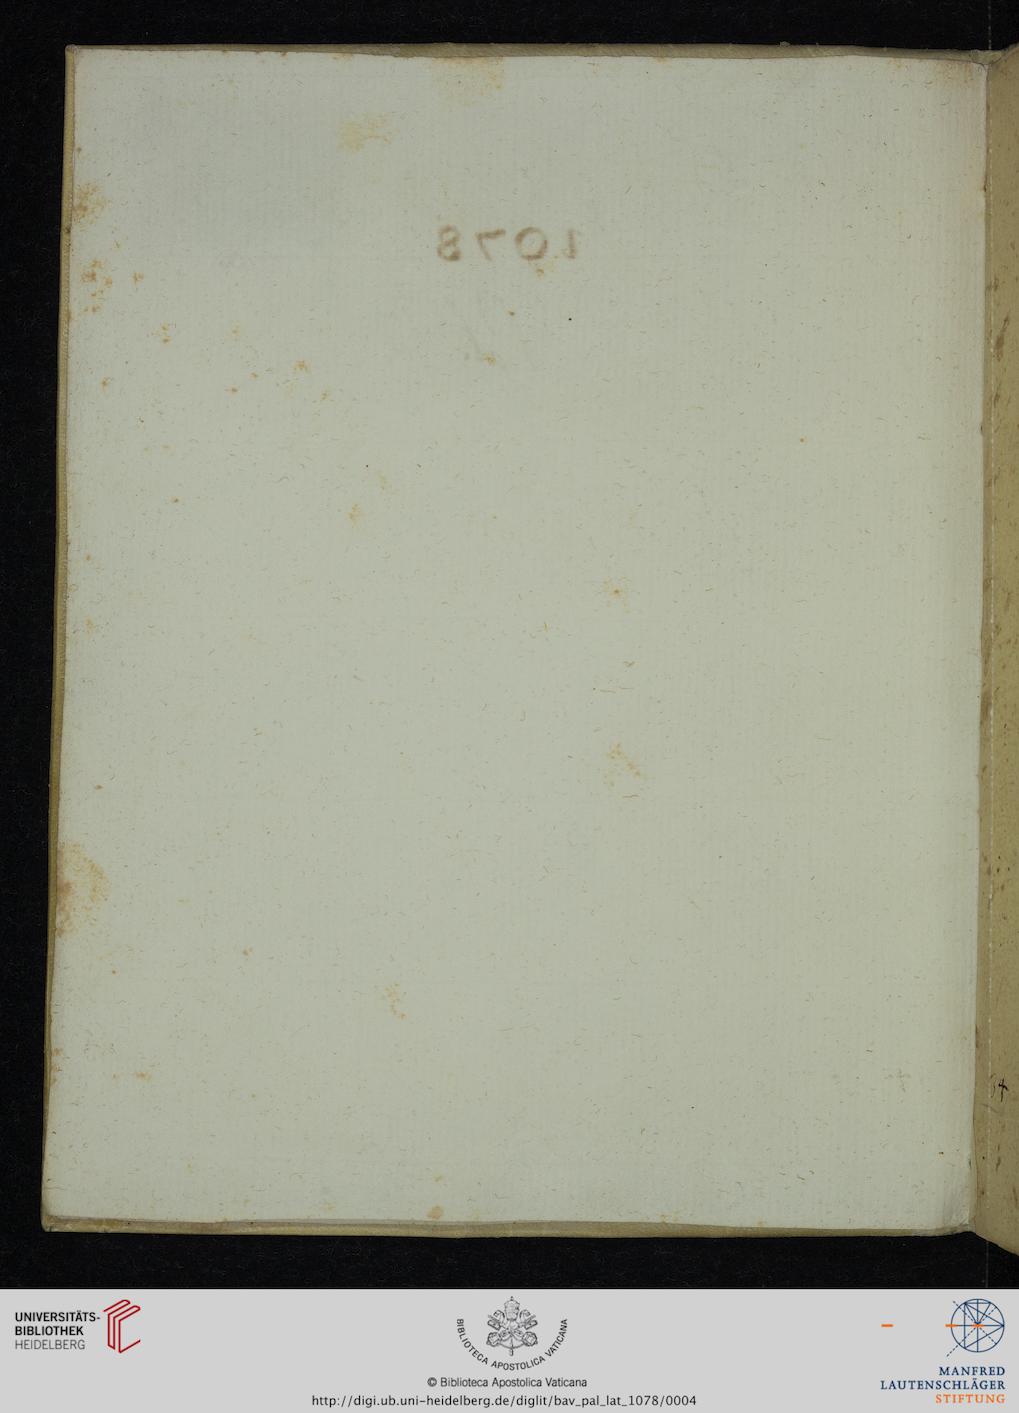 1078
UNIVERSITÄTS-
BIBLIOTHEK
HEIDELBERG
BIBLIOTECA APOSTOLICA VATICANA
© Biblioteca Apostolica Vaticana
http://digi.ub.uni-heidelberg.de/diglit/bav_pal_lat_1078/0004
MANFRED
LAUTENSCHLÄGER
STIFTUNG